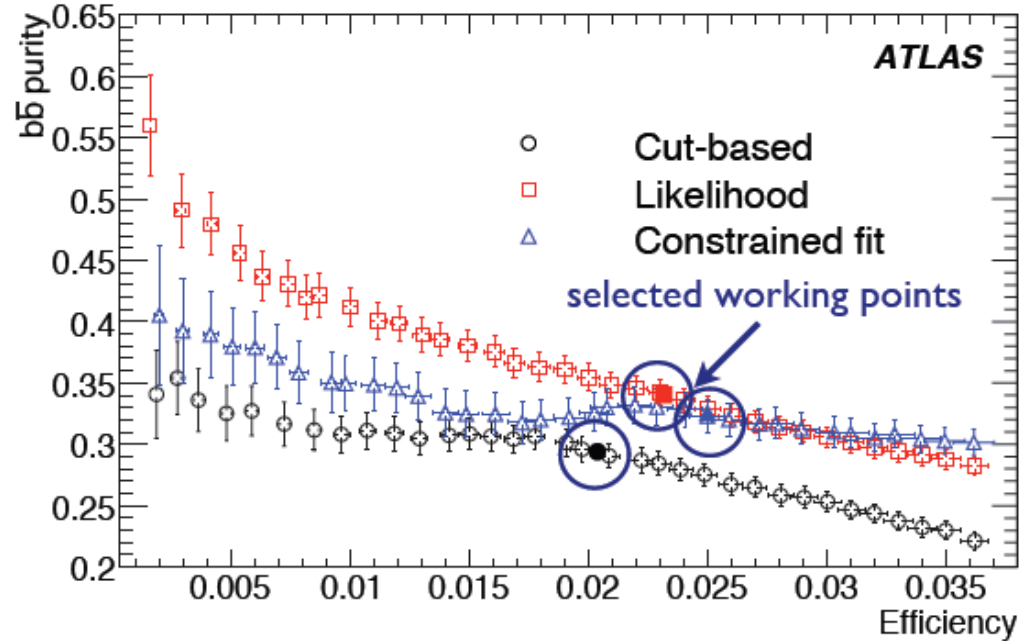 bb̅ purity
0.65
0.6
0.55
0.5
0.45
0.4
0.35
0.3
0.25
0.2
ATLAS
Cut-based
Likelihood
Constrained fit
selected working points
0.005 0.01 0.015 0.02 0.025 0.03 0.035
Efficiency